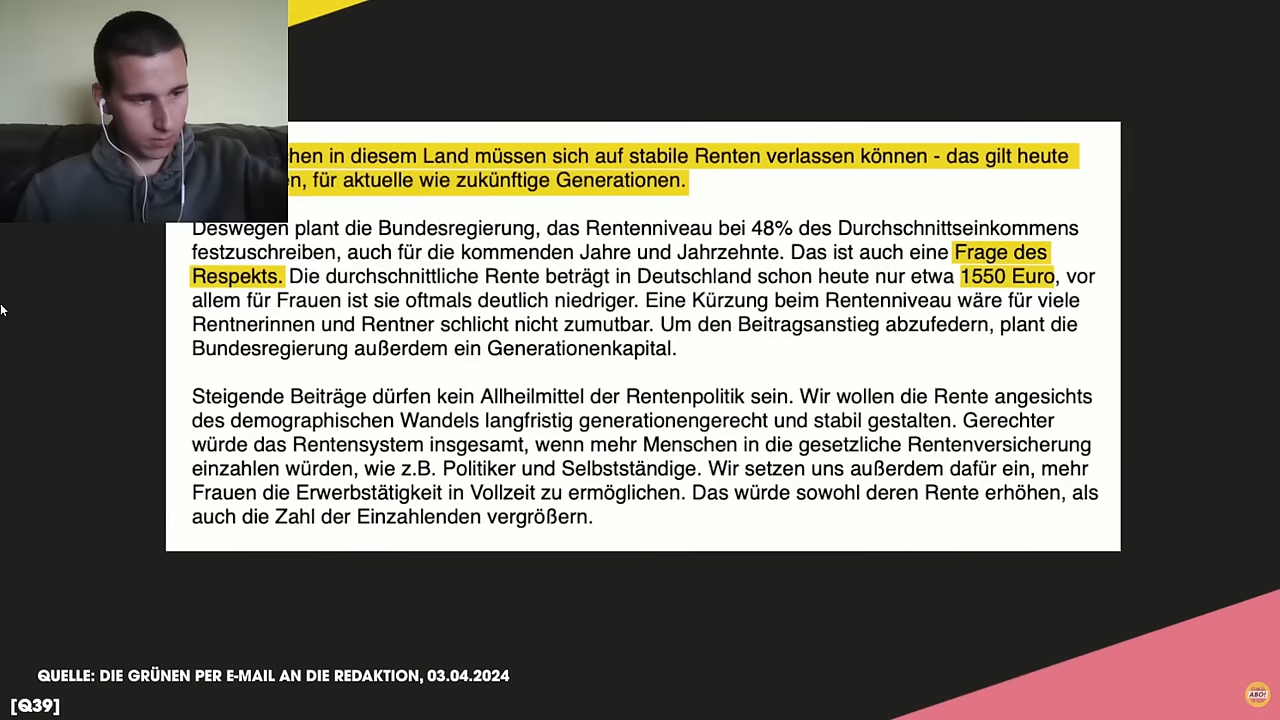 hen in diesem Land müssen sich auf stabile Renten verlassen können - das gilt heute
n, für aktuelle wie zukünftige Generationen.
Deswegen plant die Bundesregierung, das Rentenniveau bei 48% des Durchschnittseinkommens
festzuschreiben, auch für die kommenden Jahre und Jahrzehnte. Das ist auch eine Frage des
Respekts. Die durchschnittliche Rente beträgt in Deutschland schon heute nur etwa 1550 Euro, vor
allem für Frauen ist sie oftmals deutlich niedriger. Eine Kürzung beim Rentenniveau wäre für viele
Rentnerinnen und Rentner schlicht nicht zumutbar. Um den Beitragsanstieg abzufedern, plant die
Bundesregierung außerdem ein Generationenkapital.
Steigende Beiträge dürfen kein Allheilmittel der Rentenpolitik sein. Wir wollen die Rente angesichts
des demographischen Wandels langfristig generationengerecht und stabil gestalten. Gerechter
würde das Rentensystem insgesamt, wenn mehr Menschen in die gesetzliche Rentenversicherung
einzahlen würden, wie z.B. Politiker und Selbstständige. Wir setzen uns außerdem dafür ein, mehr
Frauen die Erwerbstätigkeit in Vollzeit zu ermöglichen. Das würde sowohl deren Rente erhöhen, als
auch die Zahl der Einzahlenden vergrößern.
QUELLE: DIE GRÜNEN PER E-MAIL AN DIE REDAKTION, 03.04.2024
[Q39]
ABO!